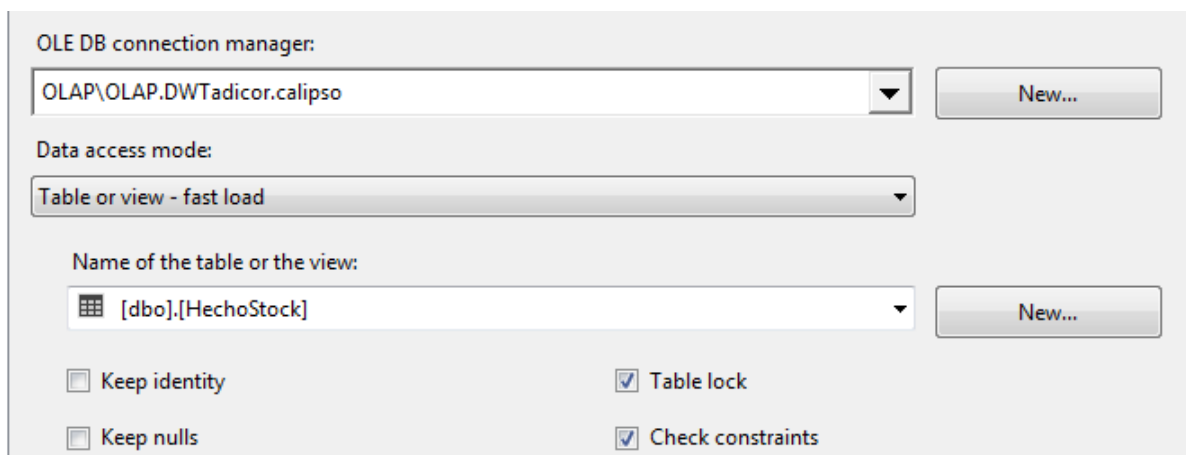 OLE DB connection manager:
OLAP\OLAP.DWTadicor.calipso
New...
Data access mode:
Table or view - fast load
Name of the table or the view:
[dbo].[HechoStock]
New...
Keep identity
Table lock
Keep nulls
Check constraints